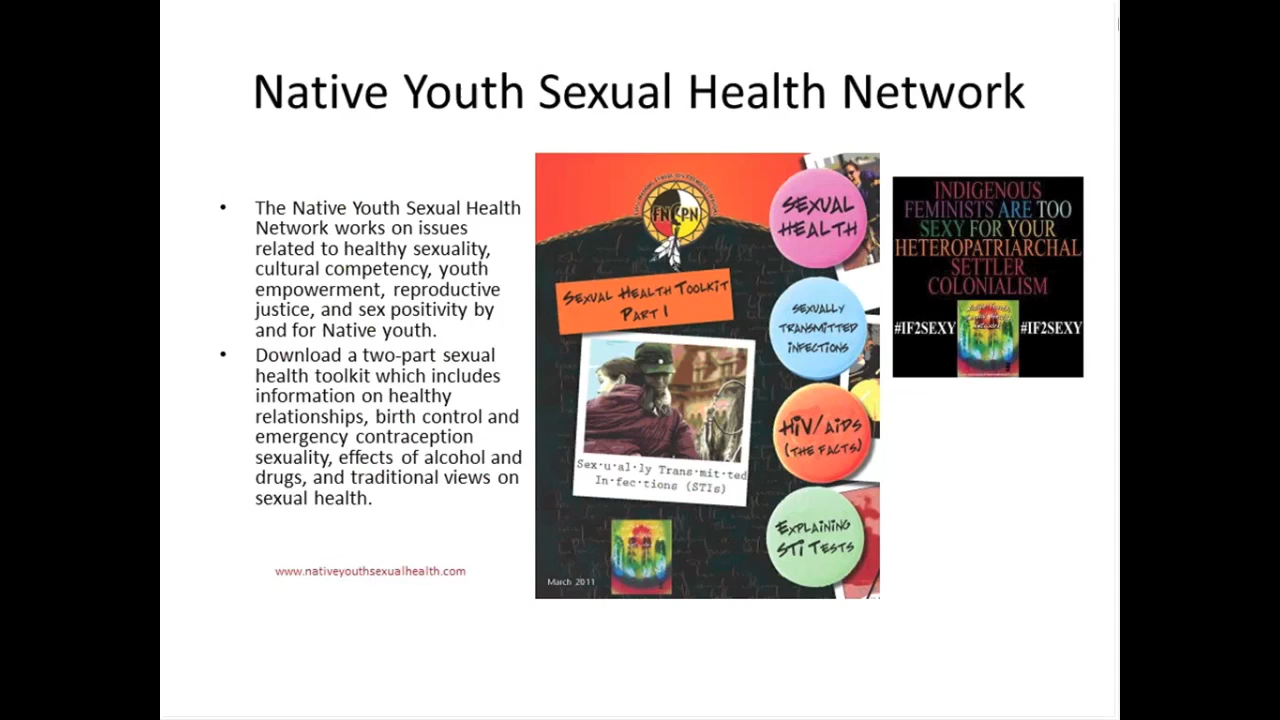 Native Youth Sexual Health Network
• The Native Youth Sexual Health
Network works on issues
related to healthy sexuality,
cultural competency, youth
empowerment, reproductive
justice, and sex positivity by
and for Native youth.
• Download a two-part sexual
health toolkit which includes
information on healthy
relationships, birth control and
emergency contraception
sexuality, effects of alcohol and
drugs, and traditional views on
sexual health.
www.nativeyouthsexualhealth.com
FNCPN
Sexual Health Toolkit
Part 1
Sex·u·al·ly Trans·mit·ted
In·fec·tions (STIs)
March 2011
SEXUAL
HEALTH
SEXUALLY
TRANSMITTED
INFECTIONS
HIV/AIDS
(THE FACTS)
EXPLAINING
STI TESTS
INDIGENOUS
FEMINISTS ARE TOO
SEXY FOR YOUR
HETEROPATRIARCHAL
SETTLER
COLONIALISM
#IF2SEXY #IF2SEXY